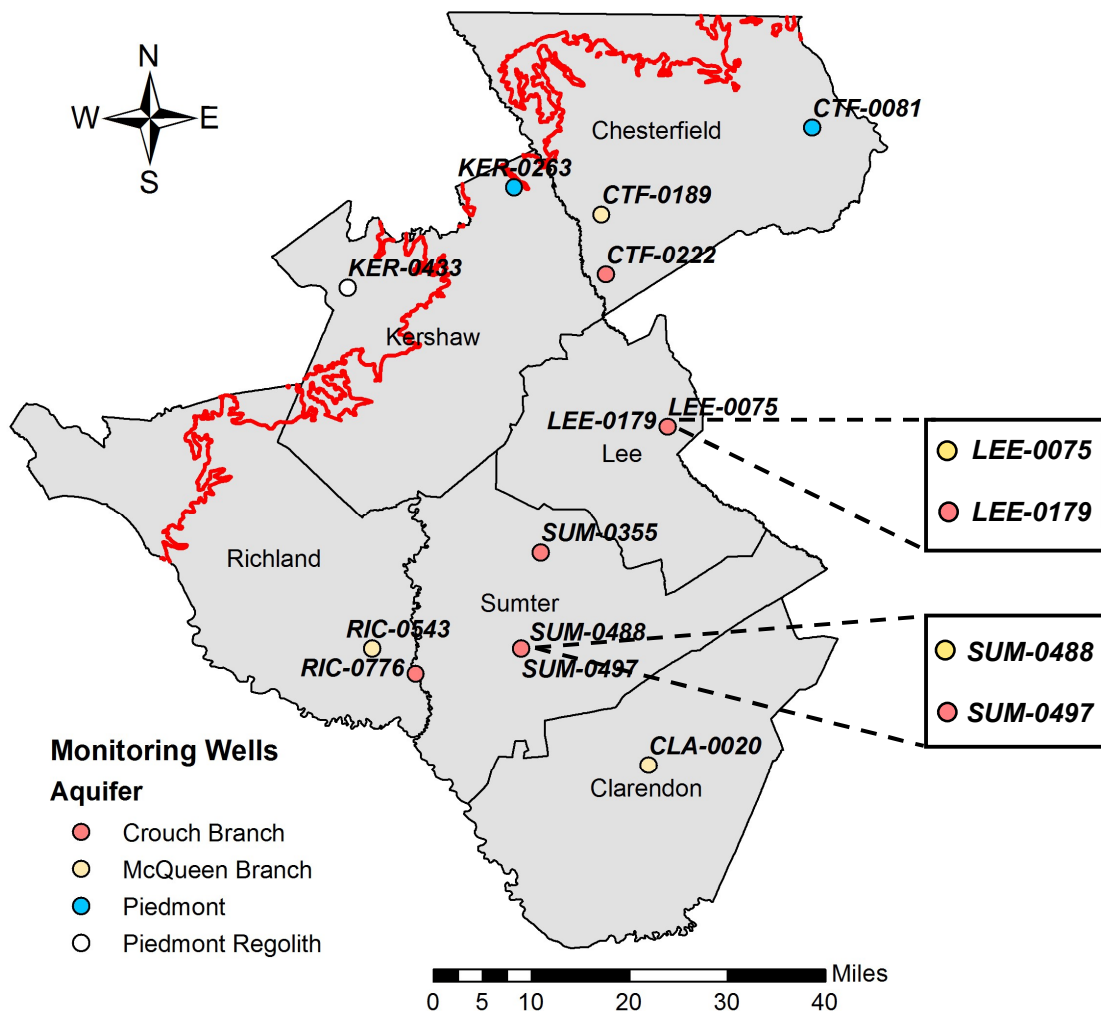 N
W E
S
CTF-0081
Chesterfield
KER-0263
CTF-0189
CTF-0222
KER-0433
Kershaw
LEE-0075
LEE-0179
Lee
LEE-0075
LEE-0179
SUM-0355
Richland
Sumter
RIC-0543
SUM-0488
RIC-0776
SUM-0497
SUM-0488
SUM-0497
CLA-0020
Clarendon
Monitoring Wells
Aquifer
Crouch Branch
McQueen Branch
Piedmont
Piedmont Regolith
Miles
0 5 10 20 30 40